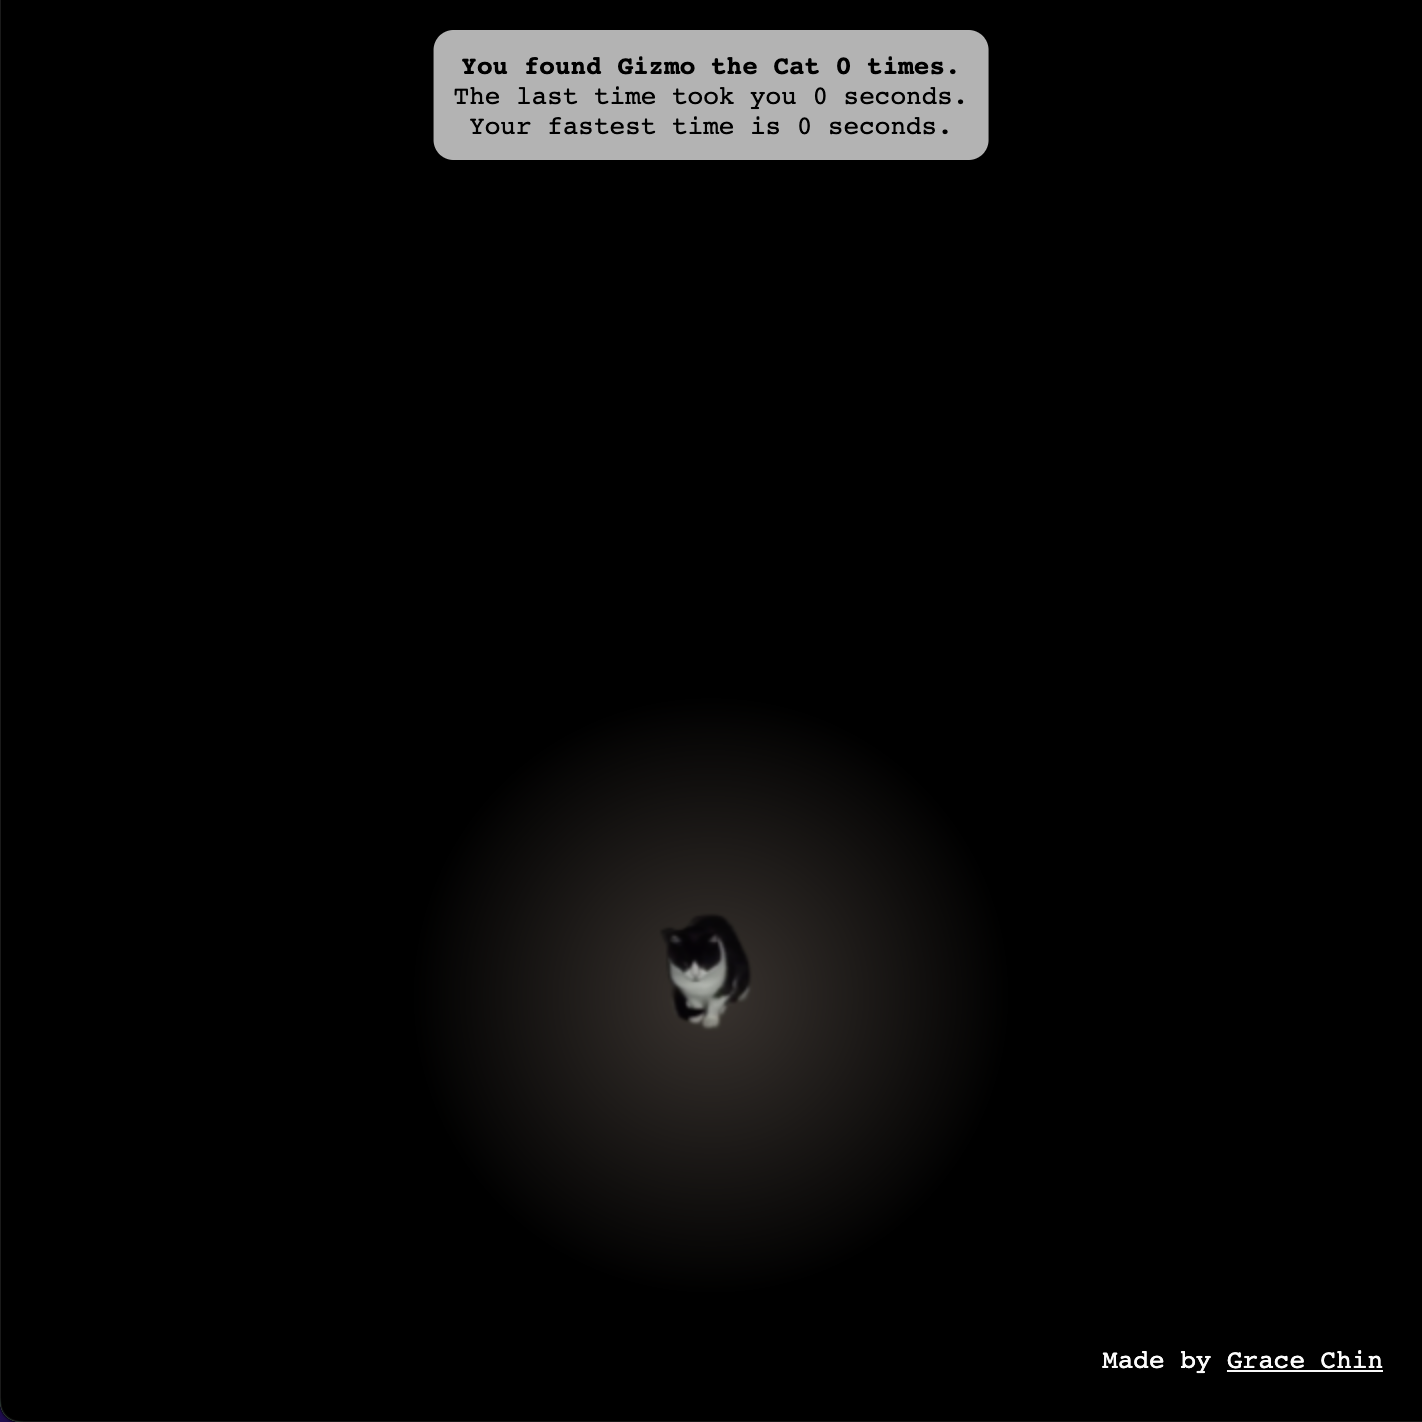 You found Gizmo the Cat 0 times.
The last time took you 0 seconds.
Your fastest time is 0 seconds.
Made by Grace Chin